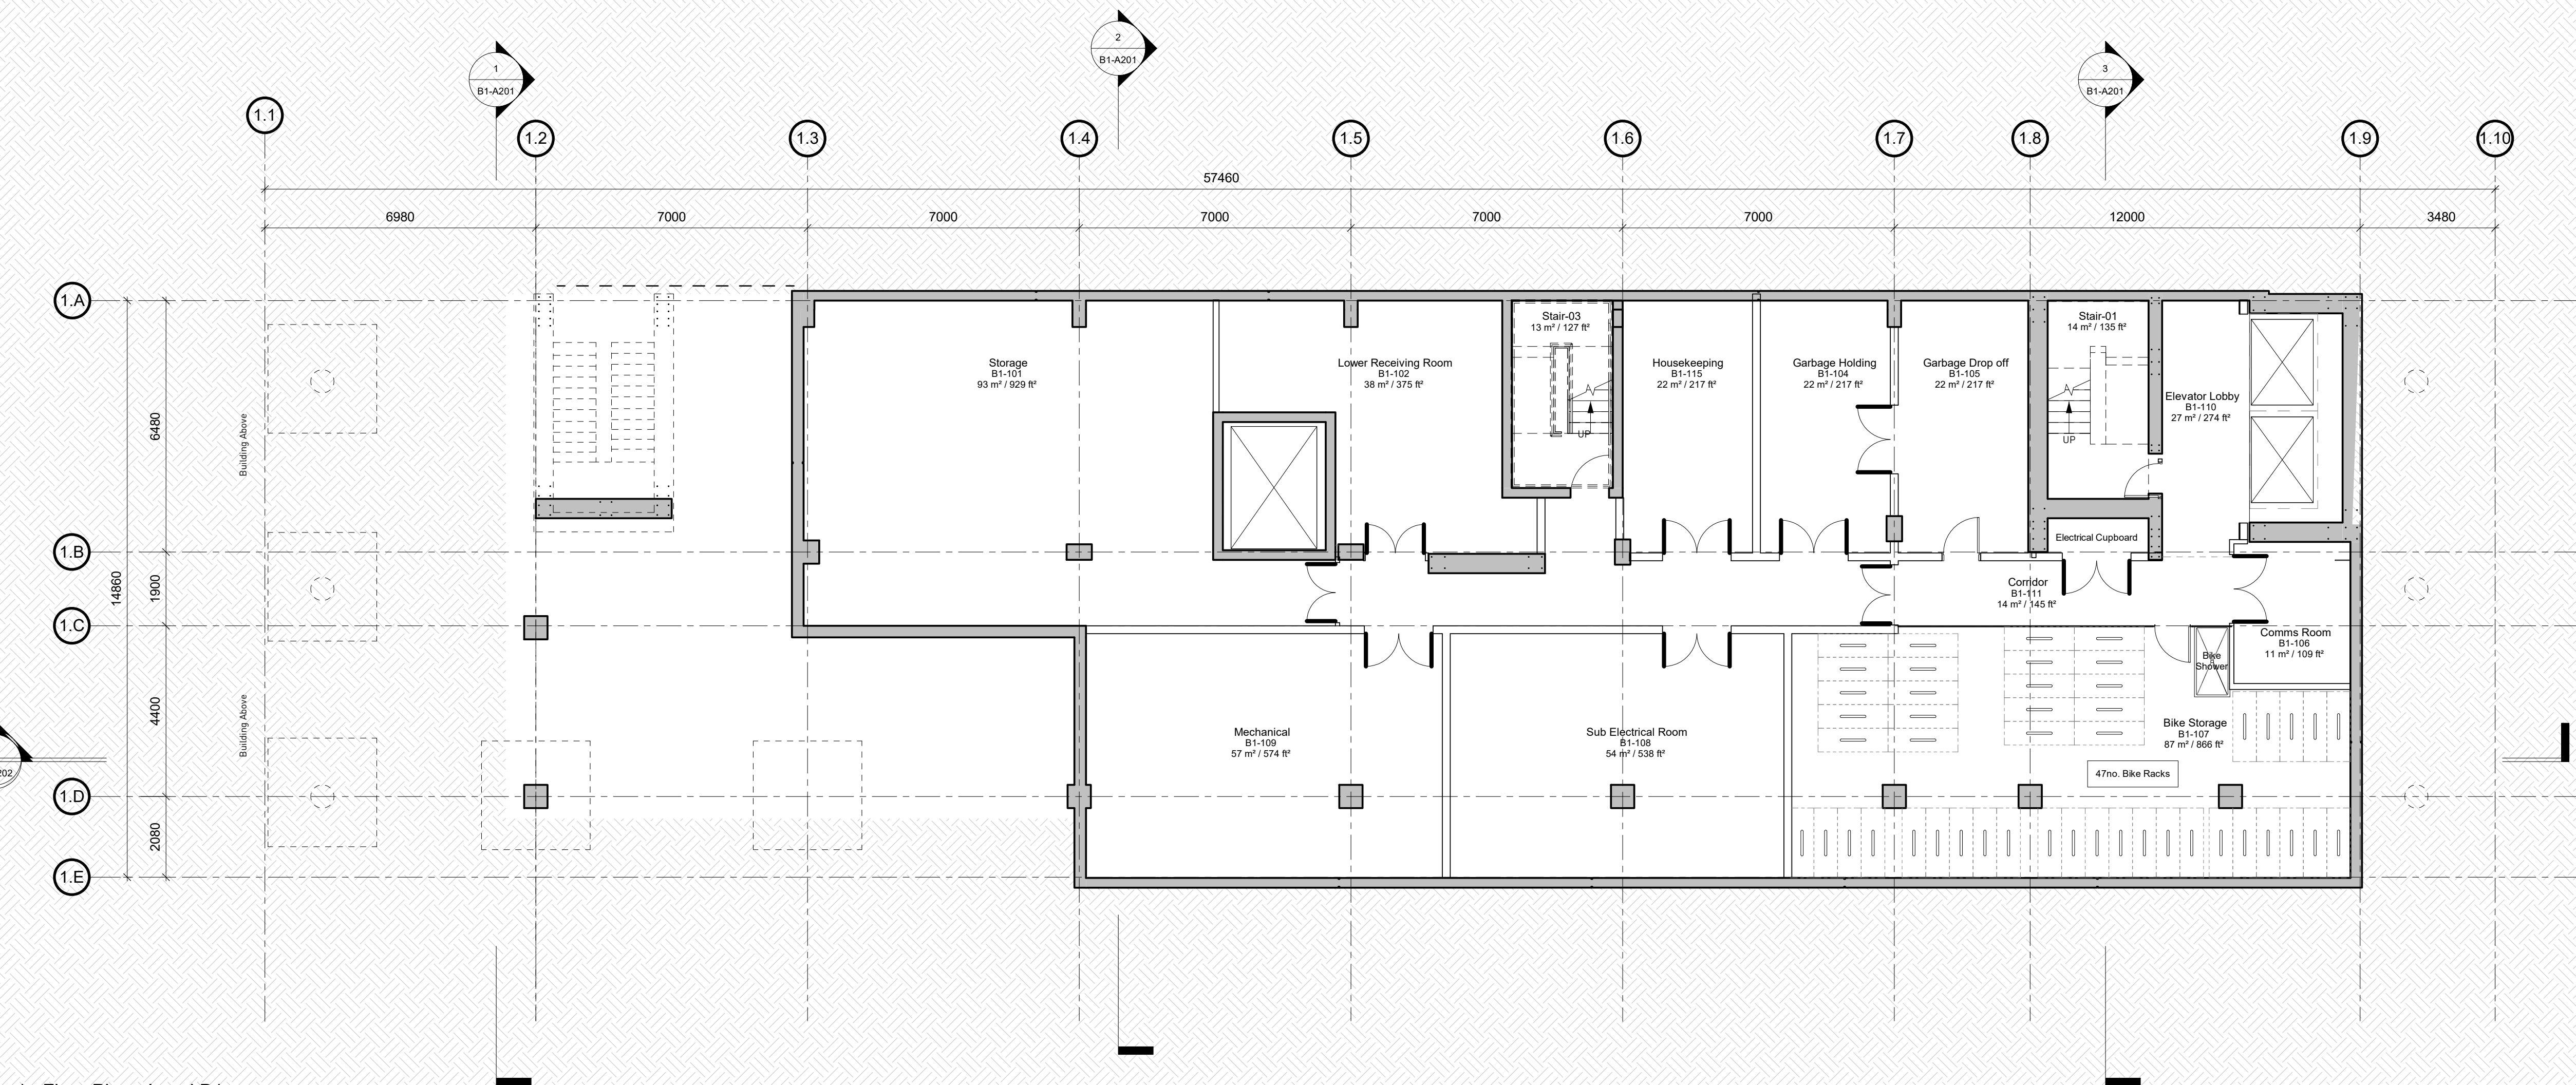 2
B1-A201
1
B1-A201
3
B1-A201
1.1
1.2
1.3
1.4
1.5
1.6
1.7
1.8
1.9
1.10
57460
6980
7000
7000
7000
7000
7000
12000
3480
1.A
1.B
1.C
1.D
1.E
14860
6480
1900
4400
2080
Building Above
Building Above
Storage
B1-101
93 m² / 929 ft²
Lower Receiving Room
B1-102
38 m² / 375 ft²
Stair-03
13 m² / 127 ft²
UP
Housekeeping
B1-115
22 m² / 217 ft²
Garbage Holding
B1-104
22 m² / 217 ft²
Garbage Drop off
B1-105
22 m² / 217 ft²
Stair-01
14 m² / 135 ft²
UP
Elevator Lobby
B1-110
27 m² / 274 ft²
Electrical Cupboard
Corridor
B1-111
14 m² / 145 ft²
Comms Room
B1-106
11 m² / 109 ft²
Bike
Shower
Mechanical
B1-109
57 m² / 574 ft²
Sub Electrical Room
B1-108
54 m² / 538 ft²
Bike Storage
B1-107
87 m² / 866 ft²
47no. Bike Racks
202